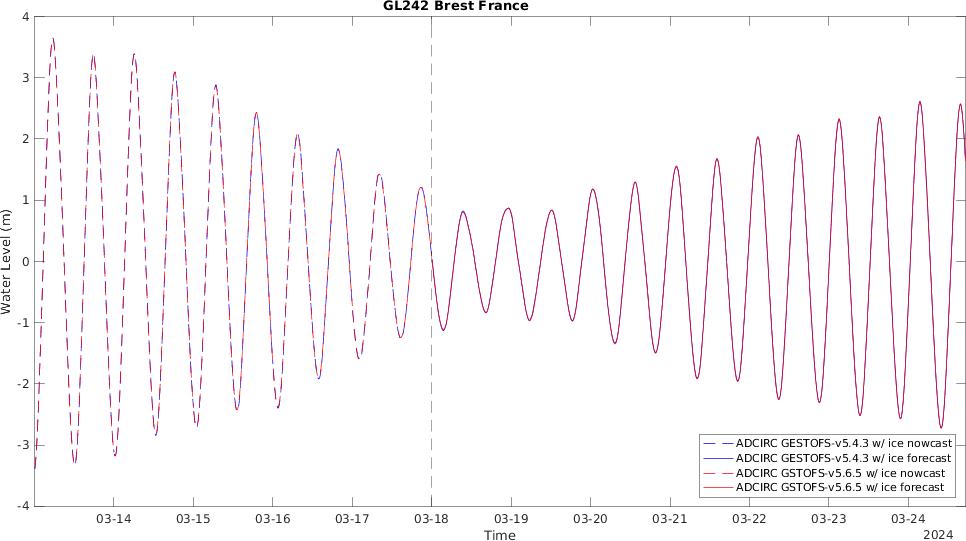 GL242 Brest France
4
3
2
1
0
-1
-2
-3
-4
Water Level (m)
ADCIRC GESTOFS-v5.4.3 w/ ice nowcast
ADCIRC GESTOFS-v5.4.3 w/ ice forecast
ADCIRC GSTOFS-v5.6.5 w/ ice nowcast
ADCIRC GSTOFS-v5.6.5 w/ ice forecast
03-14 03-15 03-16 03-17 03-18 03-19 03-20 03-21 03-22 03-23 03-24
Time
2024